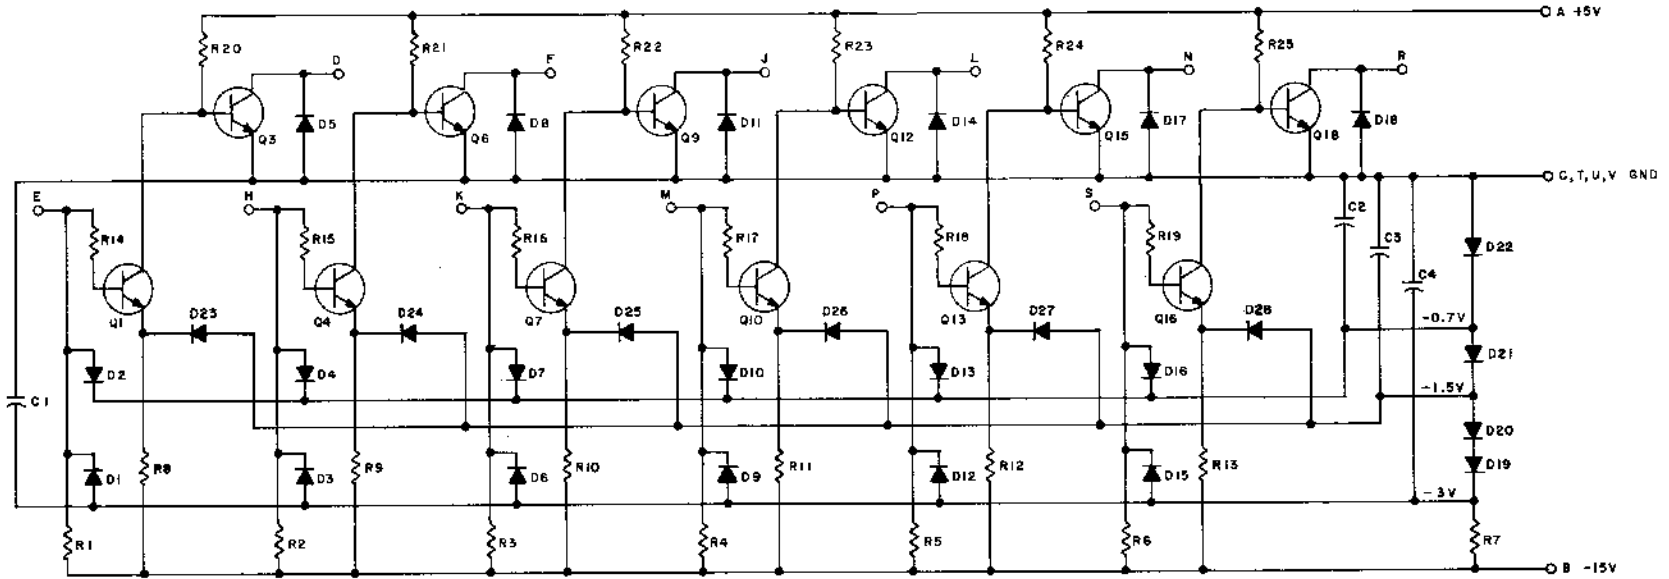 A +5V
R20
R21
R22
R23
R24
R25
D
F
J
L
N
R
Q3
D5
Q6
D8
Q9
D11
Q12
D14
Q15
D17
Q18
D18
C,T,U,V GND
E
H
K
M
P
S
R14
R15
R16
R17
R18
R19
C2
C3
C4
D22
Q1
D23
Q4
D24
Q7
D25
Q10
D26
Q13
D27
Q16
D28
-0.7V
D21
D2
D4
D7
D10
D13
D16
-1.5V
C1
D20
D1
R8
D3
R9
D6
R10
D9
R11
D12
R12
D15
R13
D19
-3V
R1
R2
R3
R4
R5
R6
R7
B -15V